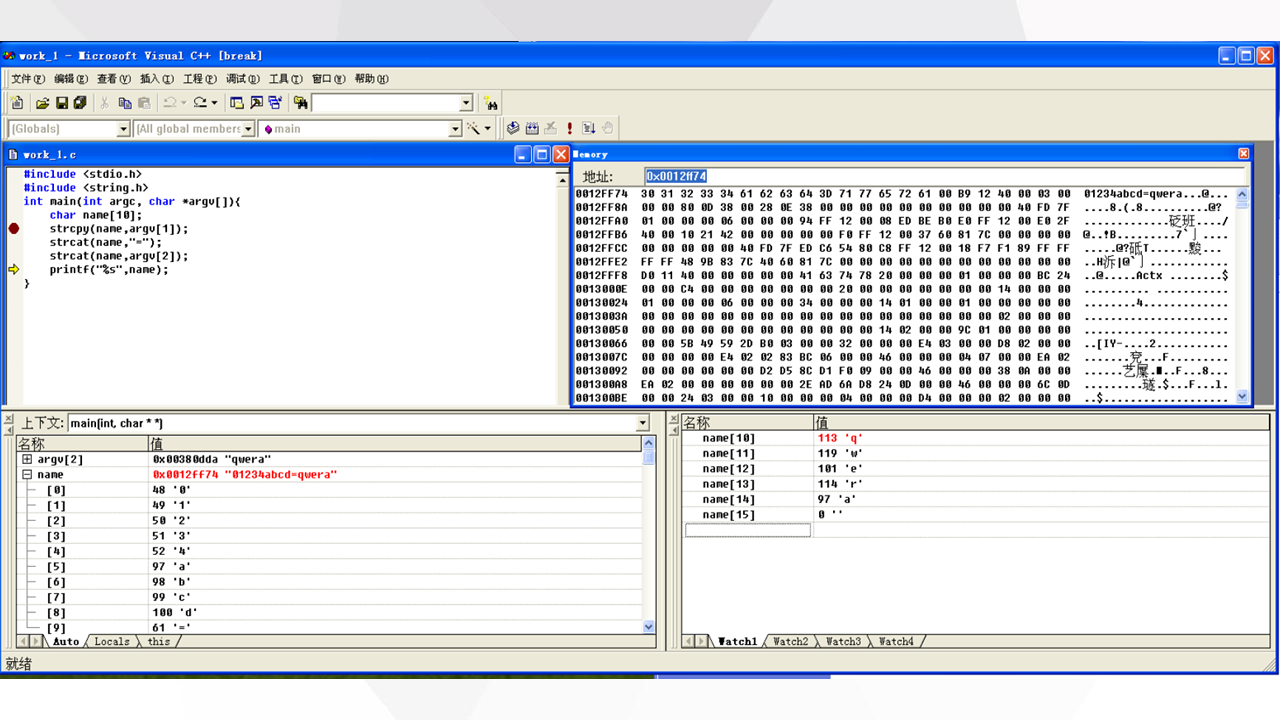 work_1 - Microsoft Visual C++ [break]
文件(F) 编辑(E) 查看(V) 插入(I) 工程(P) 调试(D) 工具(T) 窗口(W) 帮助(H)
(Globals) (All global members main
work_1.c
#include <stdio.h>
#include <string.h>
int main(int argc, char *argv[]){
char name[10];
strcpy(name,argv[1]);
strcat(name,"=");
strcat(name,argv[2]);
printf("%s",name);
}
Memory
地址: 0x0012ff74
0012FF74 30 31 32 33 34 61 62 63 64 3D 71 77 65 72 61 00 B9 12 40 00 03 00 01234abcd=qwera...@...
0012FF8A 00 00 80 0D 38 00 28 0E 38 00 00 00 00 00 00 00 00 00 00 40 FD 7F ....8.(.8.........@?
0012FFA0 01 00 00 00 06 00 00 00 94 FF 12 00 08 ED BE B0 E0 FF 12 00 E0 2F
0012FFB6 40 00 10 21 42 00 00 00 00 00 F0 FF 12 00 37 60 81 7C 00 00 00 00
0012FFCC 00 00 00 00 00 40 FD 7F ED C6 54 80 C8 FF 12 00 18 F7 F1 89 FF FF
0012FFE2 FF FF 48 9B 83 7C 40 60 81 7C 00 00 00 00 00 00 00 00 00 00 00 00
0012FFF8 D0 11 40 00 00 00 00 00 41 63 74 78 20 00 00 00 01 00 00 00 BC 24 ..@.....Actx ........$
0013000E 00 00 C4 00 00 00 00 00 00 00 20 00 00 00 00 00 00 00 14 00 00 00 .......... ...........
00130024 01 00 00 00 06 00 00 00 34 00 00 00 14 01 00 00 01 00 00 00 00 00 ........4.............
0013003A 00 00 00 00 00 00 00 00 00 00 00 00 00 00 00 00 00 00 02 00 00 00 ......................
00130050 00 00 00 00 00 00 00 00 00 00 00 00 14 02 00 00 9C 01 00 00 00 00 ......................
00130066 00 00 5B 49 59 2D B0 03 00 00 32 00 00 00 E4 03 00 00 D8 02 00 00 ..[IY-....2...........
0013007C 00 00 00 00 E4 02 02 83 BC 06 00 00 46 00 00 00 04 07 00 00 EA 02
00130092 00 00 00 00 00 00 D2 D5 8C D1 F0 09 00 00 46 00 00 00 38 0A 00 00
001300A8 EA 02 00 00 00 00 00 00 2E AD 6A D8 24 0D 00 00 46 00 00 00 6C 0D
001300BE 00 00 24 03 00 00 10 00 00 00 04 00 00 00 D4 00 00 00 02 00 00 00 ..$...................
上下文: main(int, char * *)
名称 值
argv[2] 0x00380dda "qwera"
name 0x0012ff74 "01234abcd=qwera"
[0] 48 '0'
[1] 49 '1'
[2] 50 '2'
[3] 51 '3'
[4] 52 '4'
[5] 97 'a'
[6] 98 'b'
[7] 99 'c'
[8] 100 'd'
[9] 61 '='
Auto Locals this
名称 值
name[10] 113 'q'
name[11] 119 'w'
name[12] 101 'e'
name[13] 114 'r'
name[14] 97 'a'
name[15] 0 ''
Watch1 Watch2 Watch3 Watch4
就绪